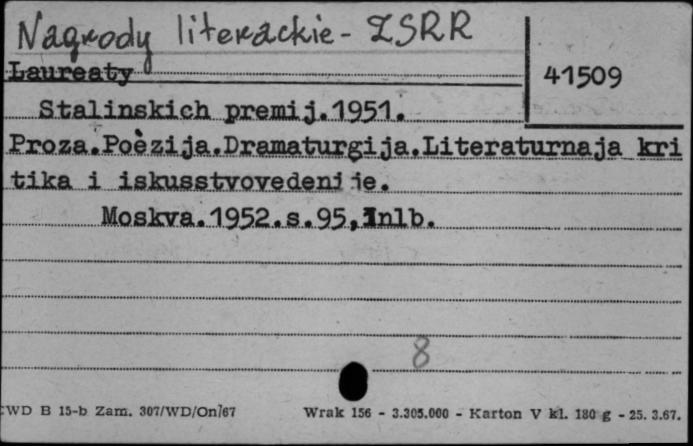 Nagrody literackie - ZSRR
Laureaty
41509
Stalinskich premij.1951.
Proza.Poèzija.Dramaturgija.Literaturnaja kri
tika i iskusstvovedenije.
Moskva.1952.s.95,1nlb.
8
WD B 15-b Zam. 307/WD/On/67
Wrak 156 - 3.305.000 - Karton V kl. 180 g - 25. 3.67.